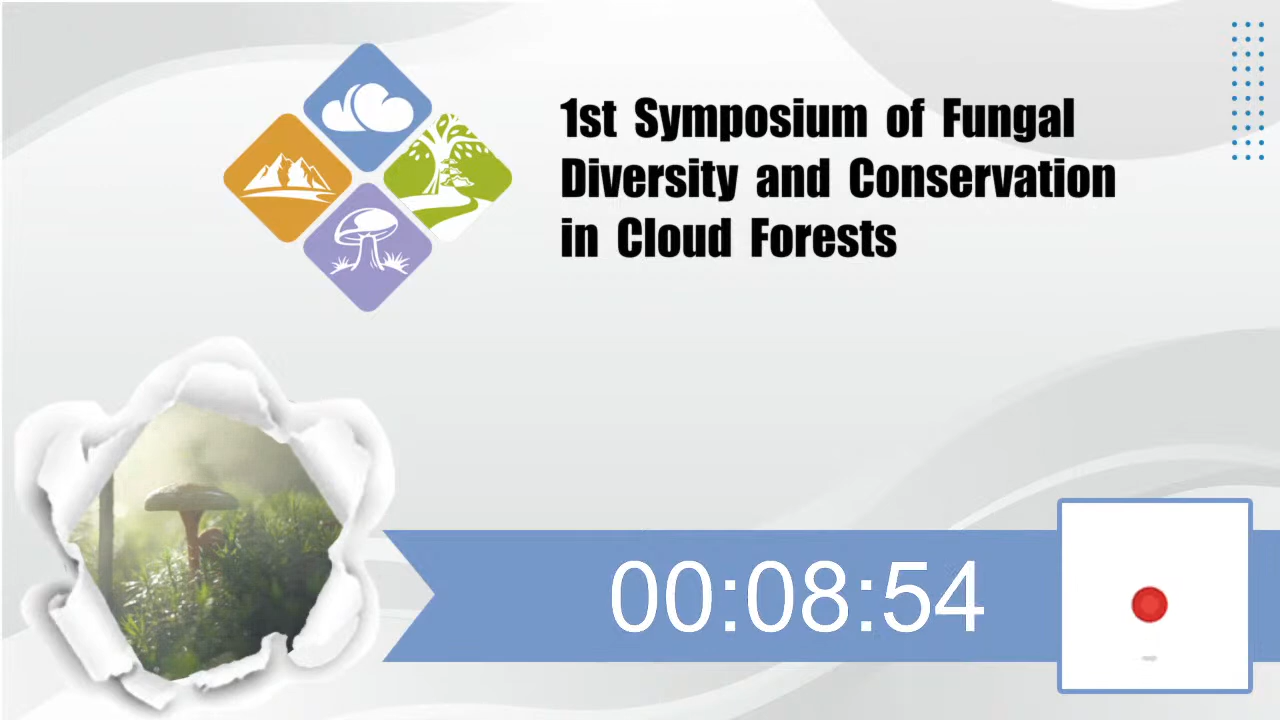 1st Symposium of Fungal
Diversity and Conservation
in Cloud Forests
00:08:54